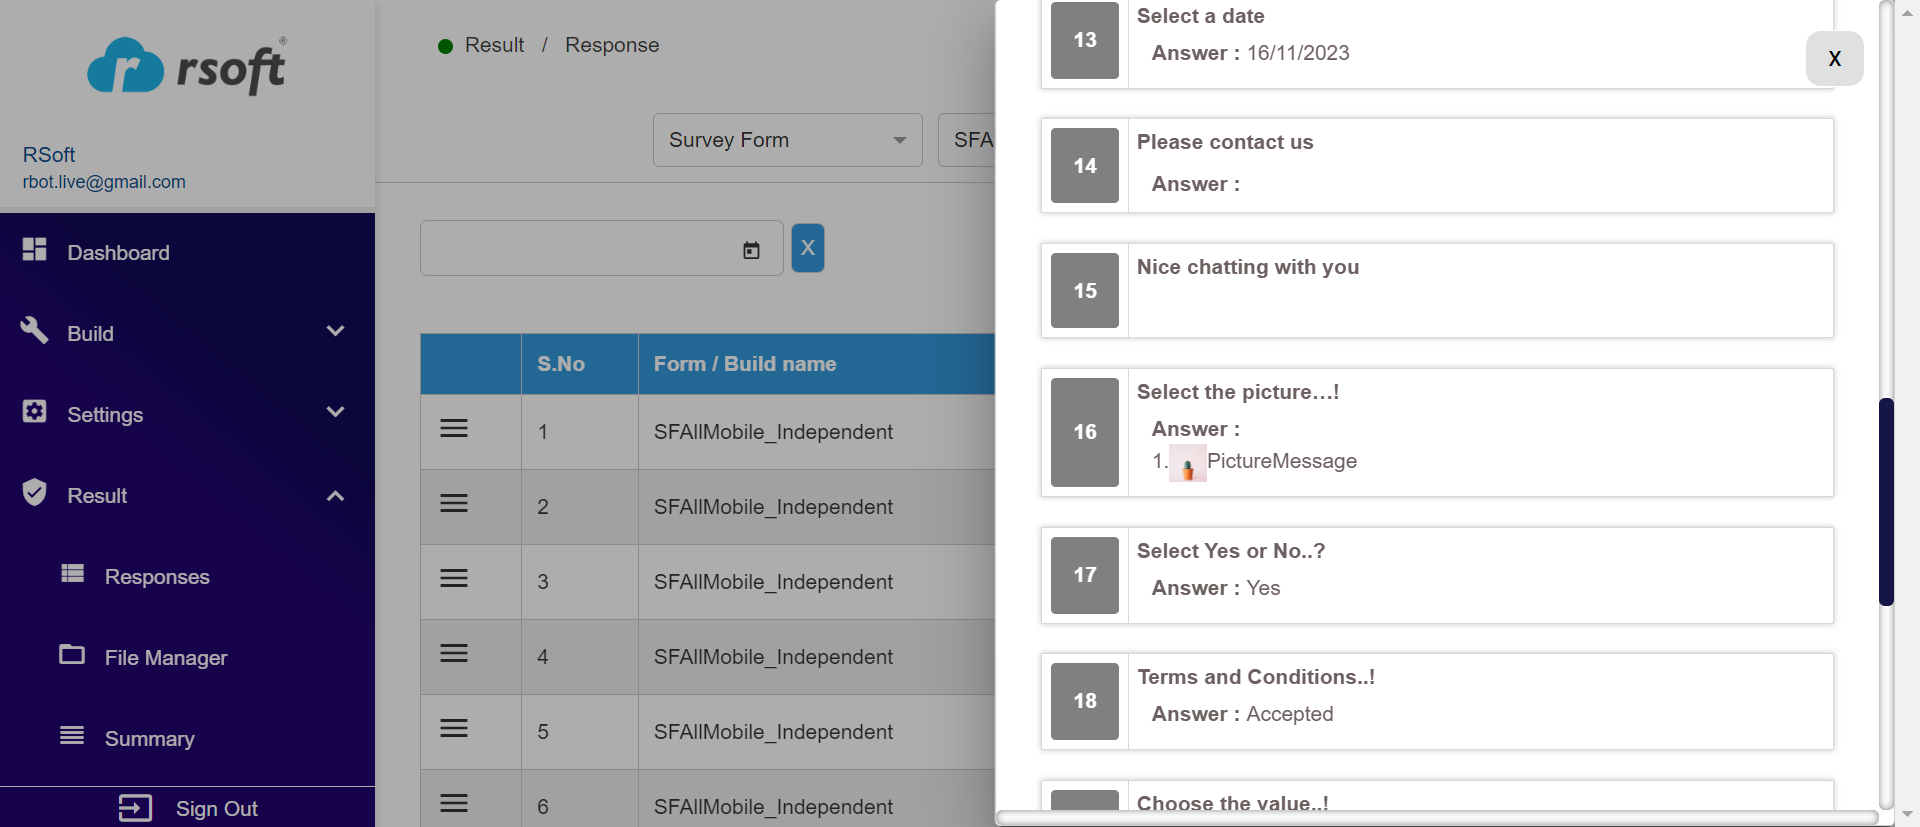 rsoft®
RSoft
rbot.live@gmail.com
Dashboard
Build
Settings
Result
Responses
File Manager
Summary
Sign Out
Result / Response
Survey Form
SFA
X
S.No Form / Build name
1 SFAllMobile_Independent
2 SFAllMobile_Independent
3 SFAllMobile_Independent
4 SFAllMobile_Independent
5 SFAllMobile_Independent
6 SFAllMobile_Independent
X
13 Select a date
Answer : 16/11/2023
14 Please contact us
Answer :
15 Nice chatting with you
16 Select the picture...!
Answer :
1. PictureMessage
17 Select Yes or No..?
Answer : Yes
18 Terms and Conditions..!
Answer : Accepted
Choose the value..!